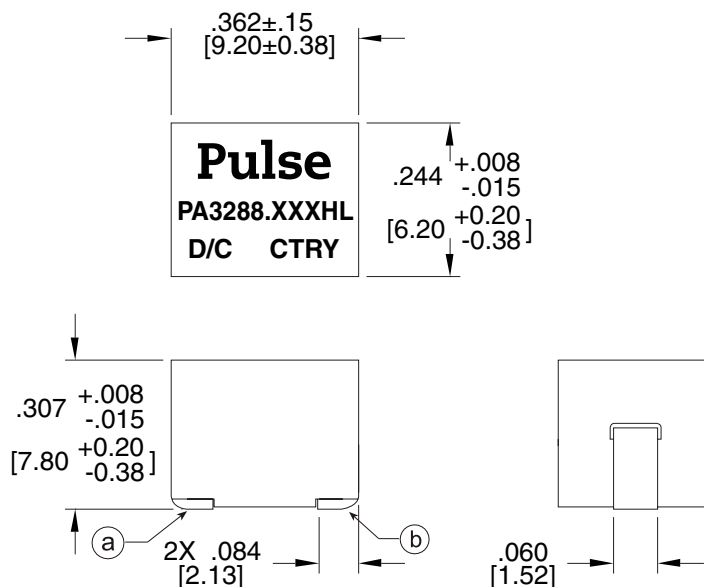 .362±.15
[9.20±0.38]
Pulse
PA3288.XXXHL
D/C CTRY
.244 +.008 -.015
[6.20 +0.20 -0.38]
.307 +.008 -.015
[7.80 +0.20 -0.38]
a
b
2X .084
[2.13]
.060
[1.52]